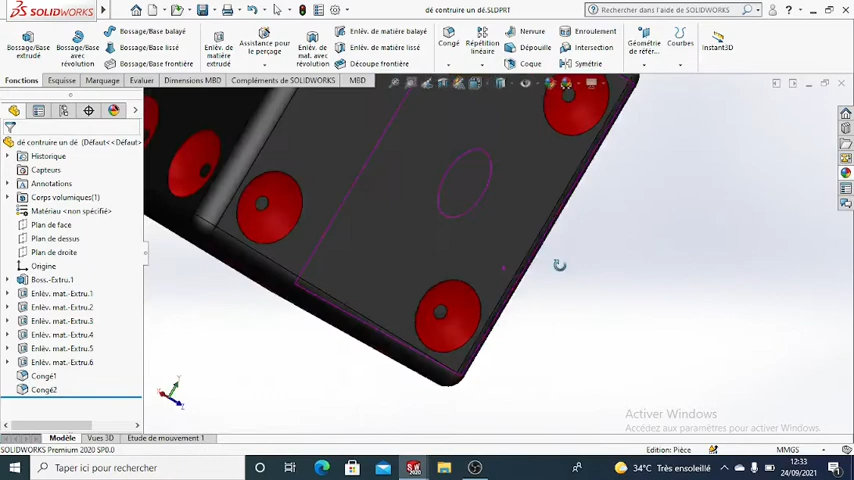 SOLIDWORKS
dé contruire un dé.SLDPRT
Rechercher dans l'aide de SOLIDWORKS
Bossage/Base extrudé
Bossage/Base avec révolution
Bossage/Base balayé
Bossage/Base lissé
Bossage/Base frontière
Enlèv. de matière extrudé
Assistance pour le perçage
Enlèv. de mat. avec révolution
Enlèv. de matière balayé
Enlèv. de matière lissé
Découpe frontière
Congé
Répétition linéaire
Nervure
Dépouille
Coque
Enroulement
Intersection
Symétrie
Géométrie de référ...
Courbes
Instant3D
Fonctions
Esquisse
Marquage
Evaluer
Dimensions MBD
Compléments de SOLIDWORKS
MBD
dé contruire un dé (Défaut<<Défaut>
Historique
Capteurs
Annotations
Corps volumiques(1)
Matériau <non spécifié>
Plan de face
Plan de dessus
Plan de droite
Origine
Boss.-Extru.1
Enlèv. mat.-Extru.1
Enlèv. mat.-Extru.2
Enlèv. mat.-Extru.3
Enlèv. mat.-Extru.4
Enlèv. mat.-Extru.5
Enlèv. mat.-Extru.6
Congé1
Congé2
Y
Z
Activer Windows
Accédez aux paramètres pour activer Windows.
Modèle
Vues 3D
Etude de mouvement 1
SOLIDWORKS Premium 2020 SP0.0
Edition: Pièce
MMGS
Taper ici pour rechercher
34°C Très ensoleillé
12:33
24/09/2021